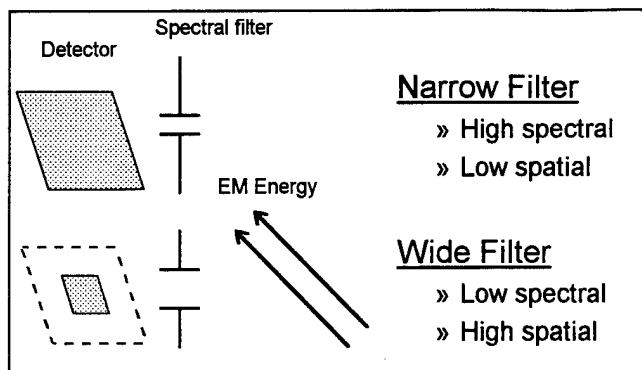 Spectral filter
Detector
EM Energy
Narrow Filter
» High spectral
» Low spatial
Wide Filter
» Low spectral
» High spatial